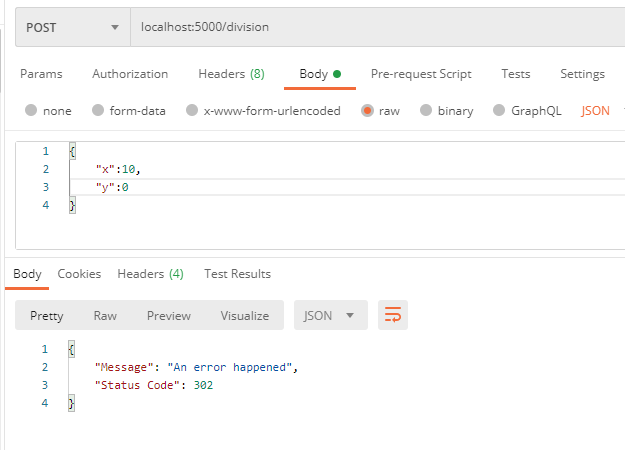 POST localhost:5000/division
Params Authorization Headers (8) Body Pre-request Script Tests Settings
none form-data x-www-form-urlencoded raw binary GraphQL JSON
1 {
2 "x":10,
3 "y":0
4 }
Body Cookies Headers (4) Test Results
Pretty Raw Preview Visualize JSON
1 {
2 "Message": "An error happened",
3 "Status Code": 302
4 }